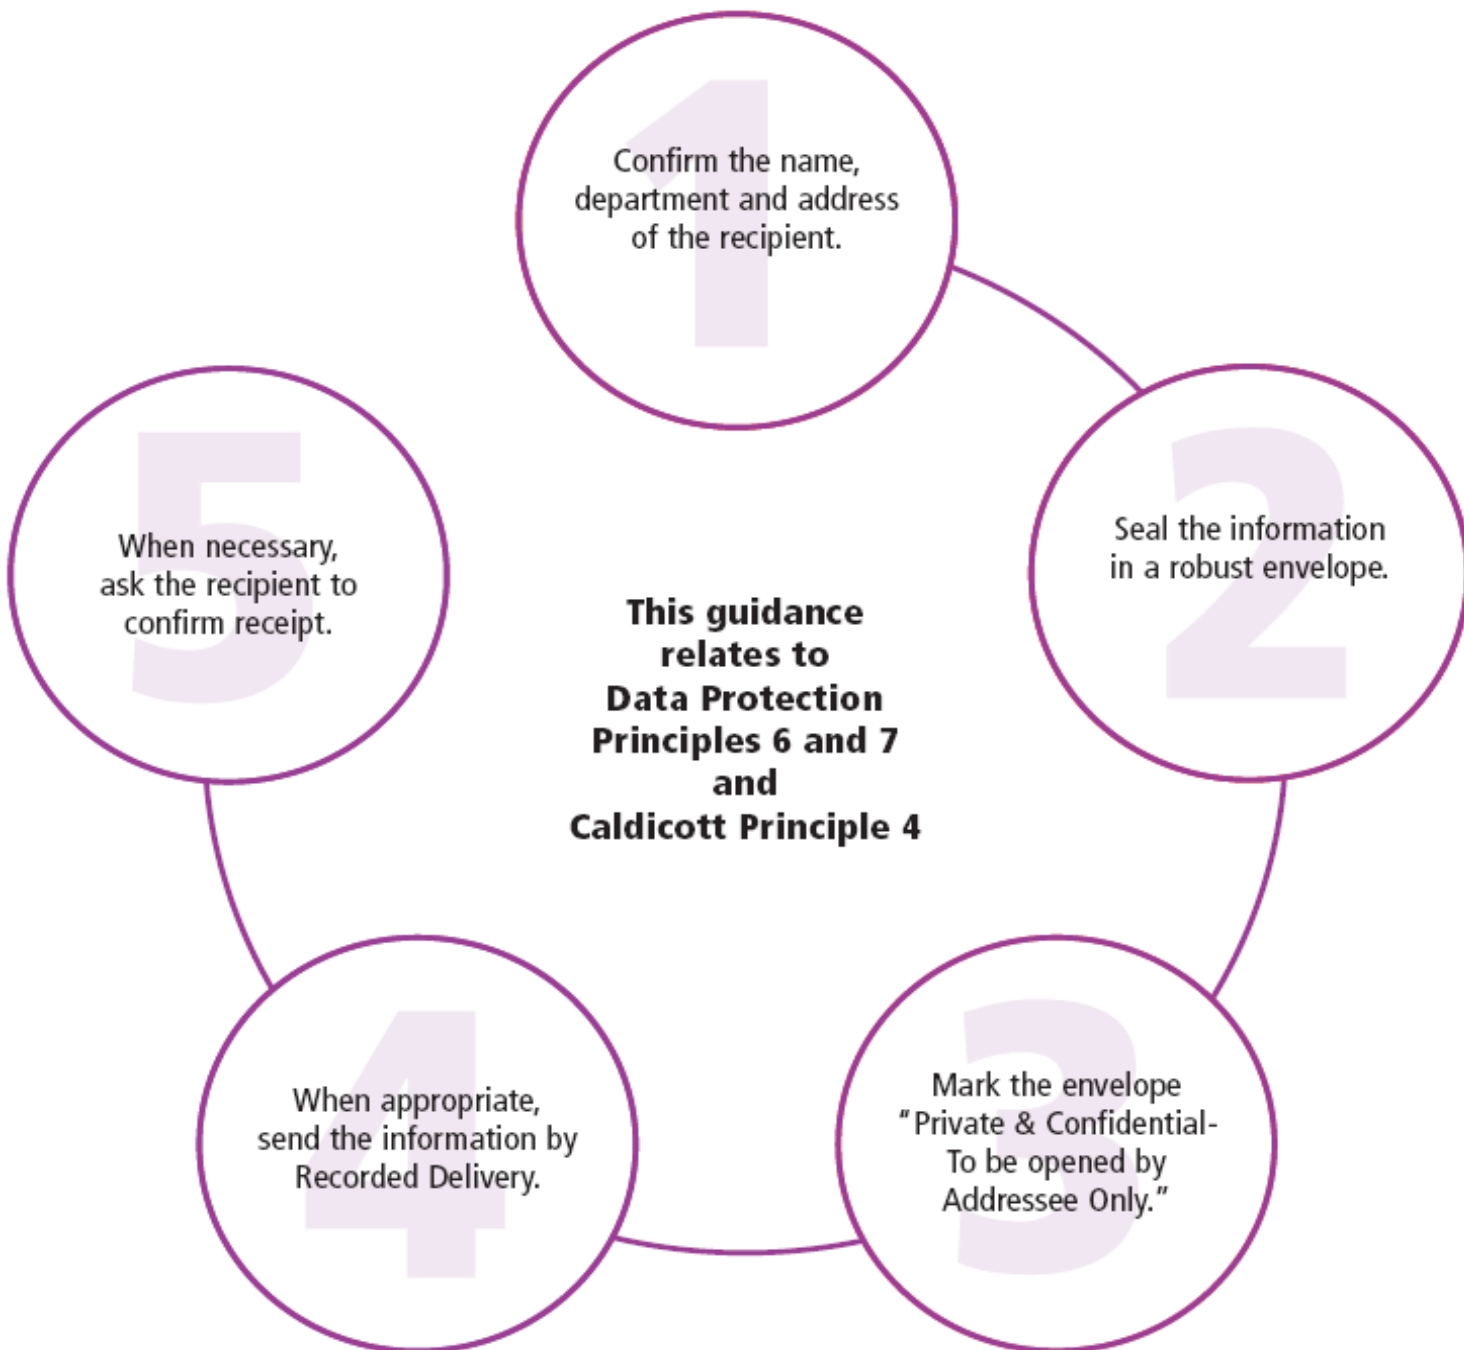 1
Confirm the name,
department and address
of the recipient.
2
Seal the information
in a robust envelope.
3
Mark the envelope
"Private & Confidential-
To be opened by
Addressee Only."
4
When appropriate,
send the information by
Recorded Delivery.
5
When necessary,
ask the recipient to
confirm receipt.
This guidance
relates to
Data Protection
Principles 6 and 7
and
Caldicott Principle 4